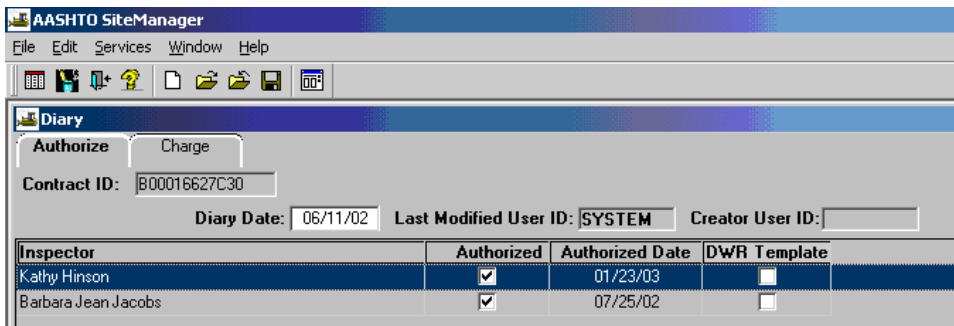 AASHTO SiteManager
File Edit Services Window Help
Diary
Authorize Charge
Contract ID: B00016627C30
Diary Date: 06/11/02 Last Modified User ID: SYSTEM Creator User ID:
Inspector Authorized Authorized Date DWR Template
Kathy Hinson 01/23/03
Barbara Jean Jacobs 07/25/02